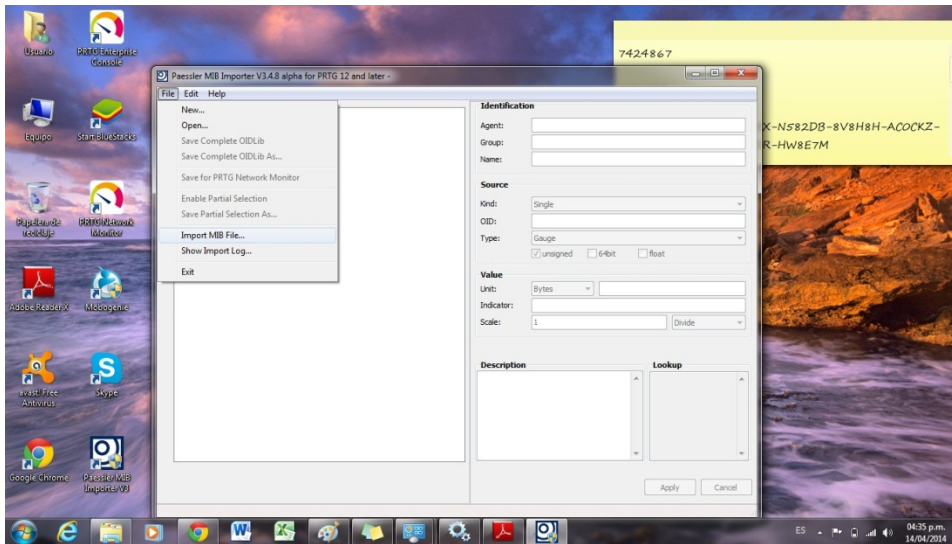 Usuario
PRTG Enterprise
Console
Equipo
Start BlueStacks
Papelera de
reciclaje
PRTG Network
Monitor
Adobe Reader X
Mobogenie
avast! Free
Antivirus
Skype
Google Chrome
Paessler MIB
Importer V3
Paessler MIB Importer V3.4.8 alpha for PRTG 12 and later -
File Edit Help
New...
Open...
Save Complete OIDLib
Save Complete OIDLib As...
Save for PRTG Network Monitor
Enable Partial Selection
Save Partial Selection As...
Import MIB File...
Show Import Log...
Exit
Identification
Agent:
Group:
Name:
Source
Kind: Single
OID:
Type: Gauge
unsigned 64bit float
Value
Unit: Bytes
Indicator:
Scale: 1 Divide
Description Lookup
Apply Cancel
7424867
X-N582DB-8V8H8H-ACOCKZ-
R-HW8E7M
ES
04:35 p.m.
14/04/2014